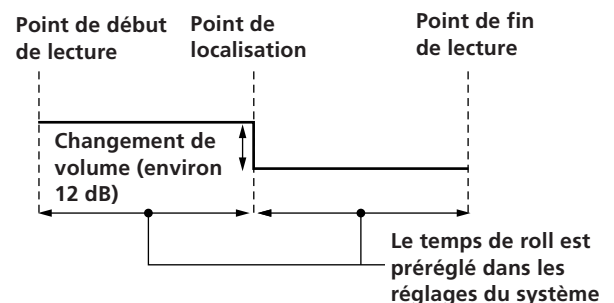 Point de début
de lecture
Point de
localisation
Point de fin
de lecture
Changement de
volume (environ
12 dB)
Le temps de roll est
préréglé dans les
réglages du système